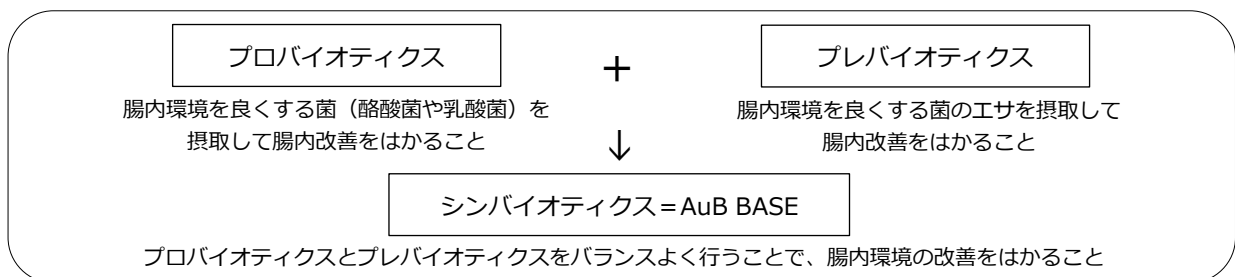 プロバイオティクス
+
プレバイオティクス
腸内環境を良くする菌（酪酸菌や乳酸菌）を
摂取して腸内改善をはかること
腸内環境を良くする菌のエサを摂取して
腸内改善をはかること
↓
シンバイオティクス＝AuB BASE
プロバイオティクスとプレバイオティクスをバランスよく行うことで、腸内環境の改善をはかること